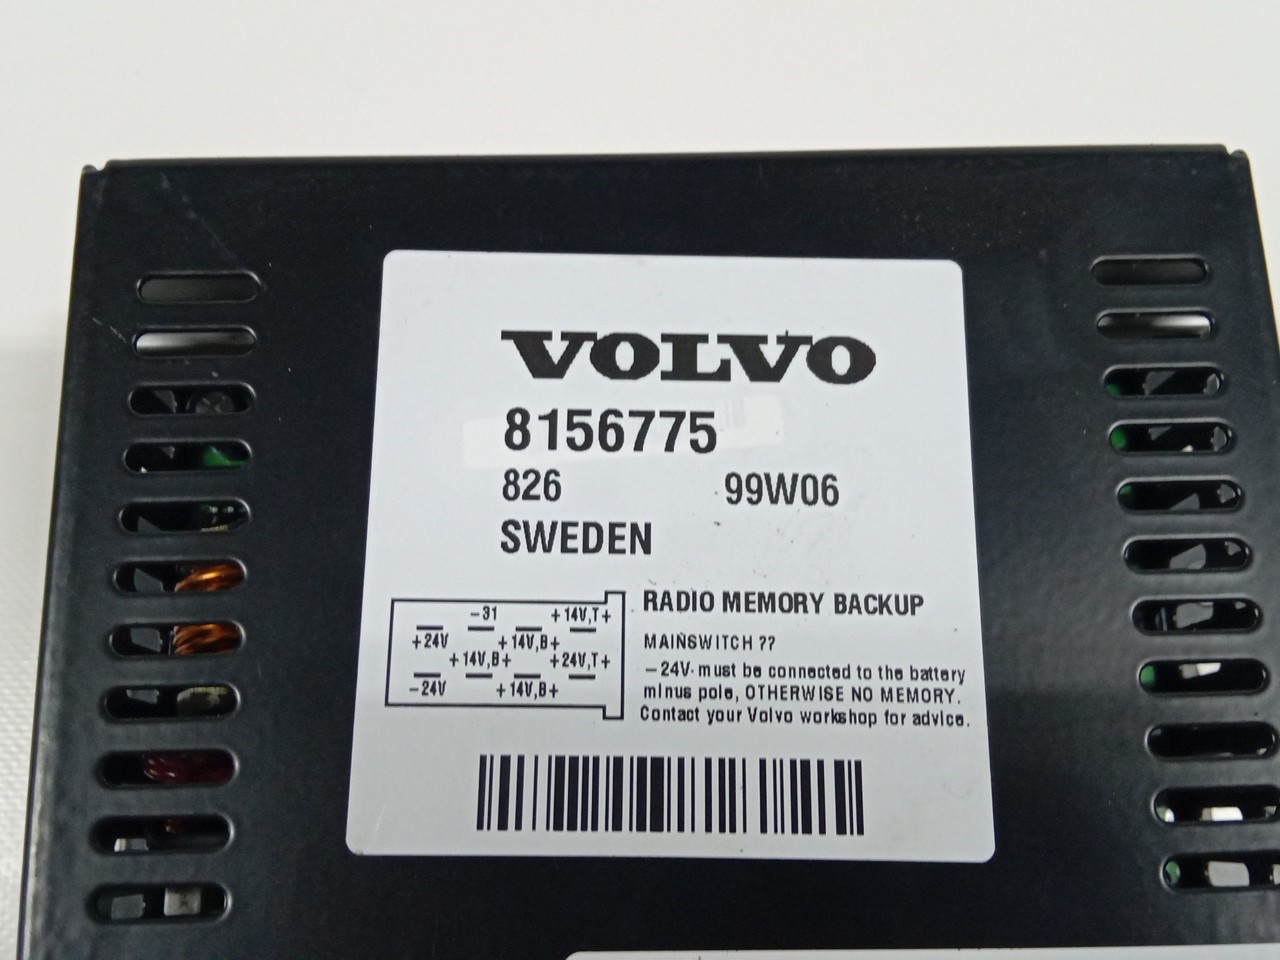 VOLVO
8156775
826 99W06
SWEDEN
-31 +14V,T+
+24V +14V,B+
+14V,B+ +24V,T+
-24V +14V,B+
RADIO MEMORY BACKUP
MAINSWITCH ??
-24V- must be connected to the battery
minus pole, OTHERWISE NO MEMORY.
Contact your Volvo workshop for advice.